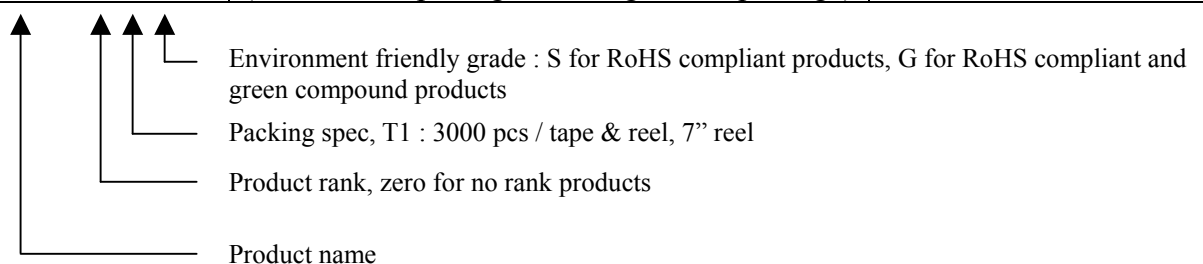 Environment friendly grade : S for RoHS compliant products, G for RoHS compliant and
green compound products
Packing spec, T1 : 3000 pcs / tape & reel, 7” reel
Product rank, zero for no rank products
Product name